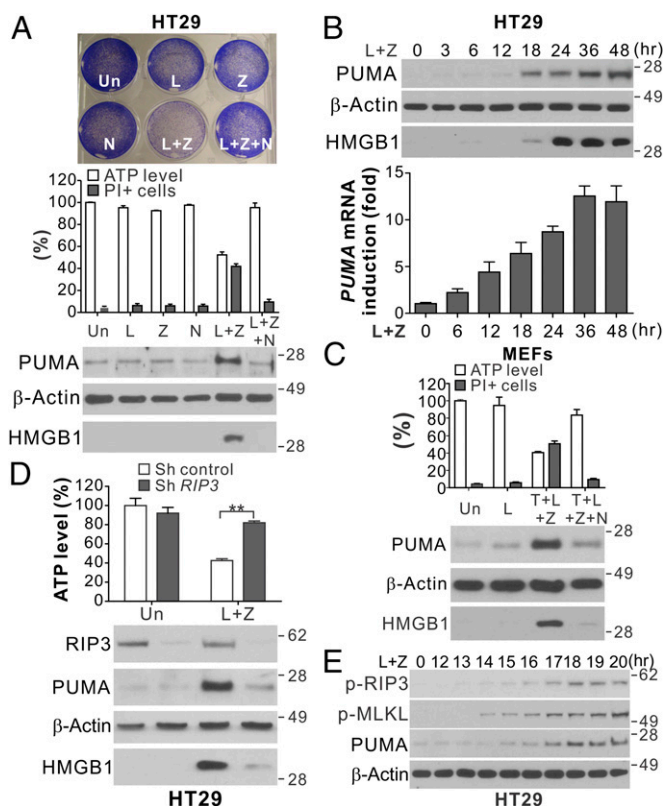 A
HT29
Un L Z
N L+Z L+Z+N
ATP level
PI+ cells
(%)
100
80
60
40
20
0
Un L Z N L+Z L+Z
+N
PUMA
-28
β-Actin
-49
HMGB1
-28
B
HT29
L+Z 0 3 6 12 18 24 36 48 (hr)
PUMA
-28
β-Actin
-49
HMGB1
-28
PUMA mRNA
induction (fold)
15
10
5
0
L+Z 0 6 12 18 24 36 48 (hr)
C
MEFs
ATP level
PI+ cells
(%)
100
80
60
40
20
0
Un L T+L T+L
+Z +Z+N
PUMA
-28
β-Actin
-49
HMGB1
-28
D
Sh control
Sh RIP3
ATP level (%)
120
100
80
60
40
20
0
**
Un L+Z
RIP3
-62
PUMA
-28
β-Actin
-49
HMGB1
-28
HT29
E
L+Z 0 12 13 14 15 16 17 18 19 20 (hr)
p-RIP3
-62
p-MLKL
-49
PUMA
-28
β-Actin
-49
HT29